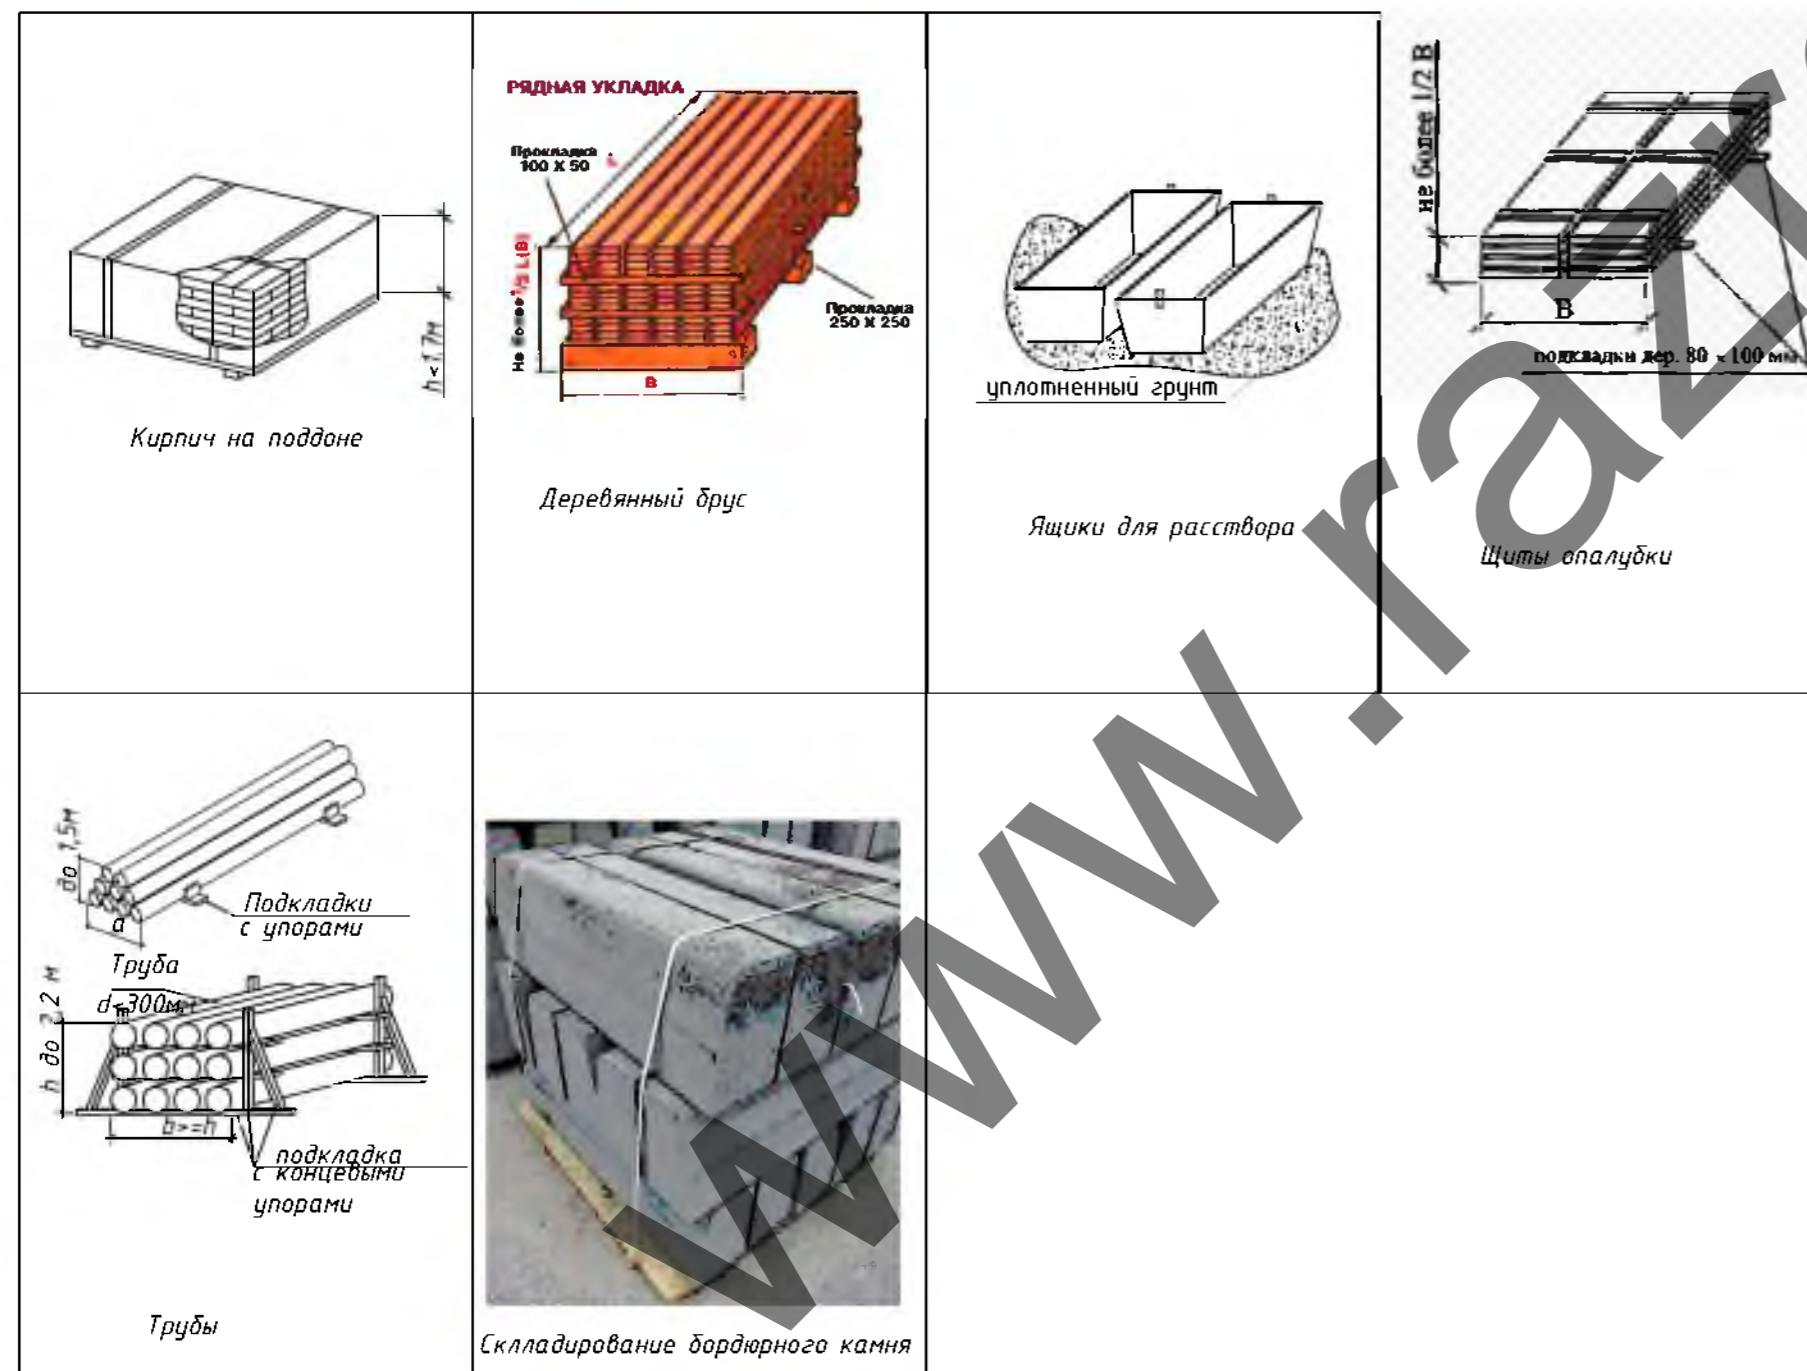 h<1,7м
Кирпич на поддоне
РЯДНАЯ УКЛАДКА
Прокладка
100 X 50
L
Не более
Прокладка
250 X 250
B
Деревянный брус
уплотненный грунт
Ящики для расствора
не более 1/2 В
В
подкладки дер. 80 × 100 мм
Щиты опалубки
до 1,5м
а
Подкладки
с упорами
Труба
d<300м
h до 2,2 м
b>=h
подкладка
с концевыми
упорами
Трубы
Склладирование бордюрного камня
www.raz